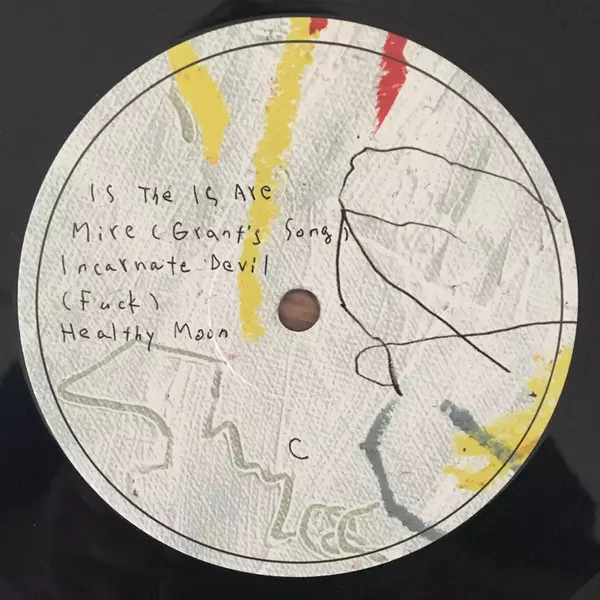 IS The IS Are
Mire (Grant's Song)
Incarnate Devil
(Fuck)
Healthy Moon
C